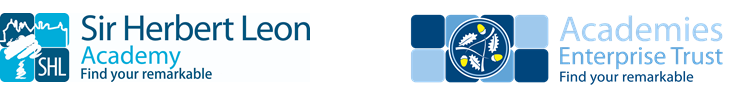 Sir Herbert Leon
Academy
Find your remarkable
SHL
Academies
Enterprise Trust
Find your remarkable